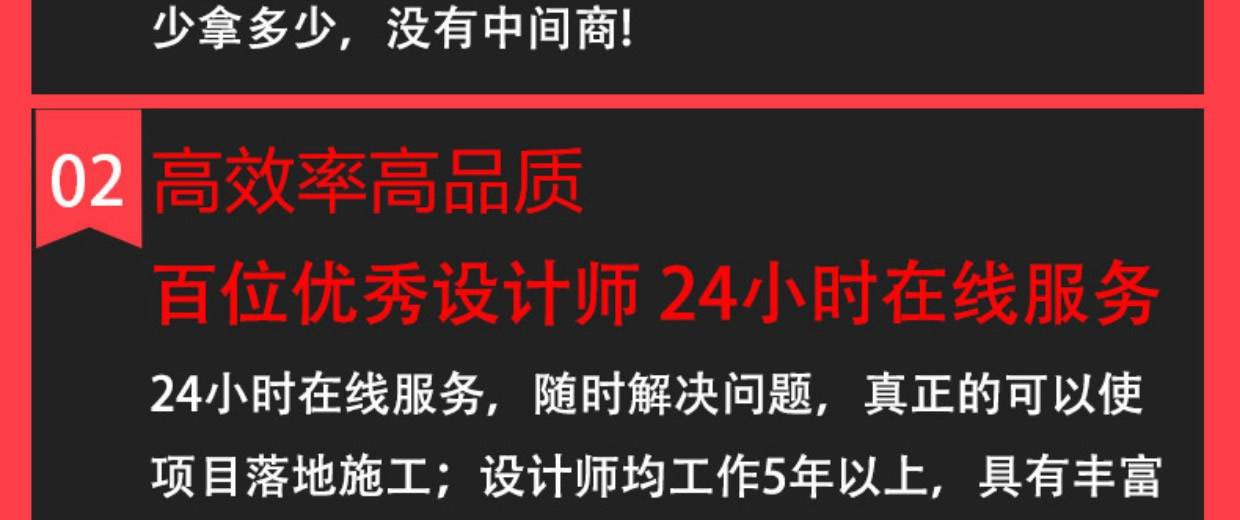 少拿多少，没有中间商!
02
高效率高品质
百位优秀设计师 24小时在线服务
24小时在线服务，随时解决问题，真正的可以使
项目落地施工；设计师均工作5年以上，具有丰富